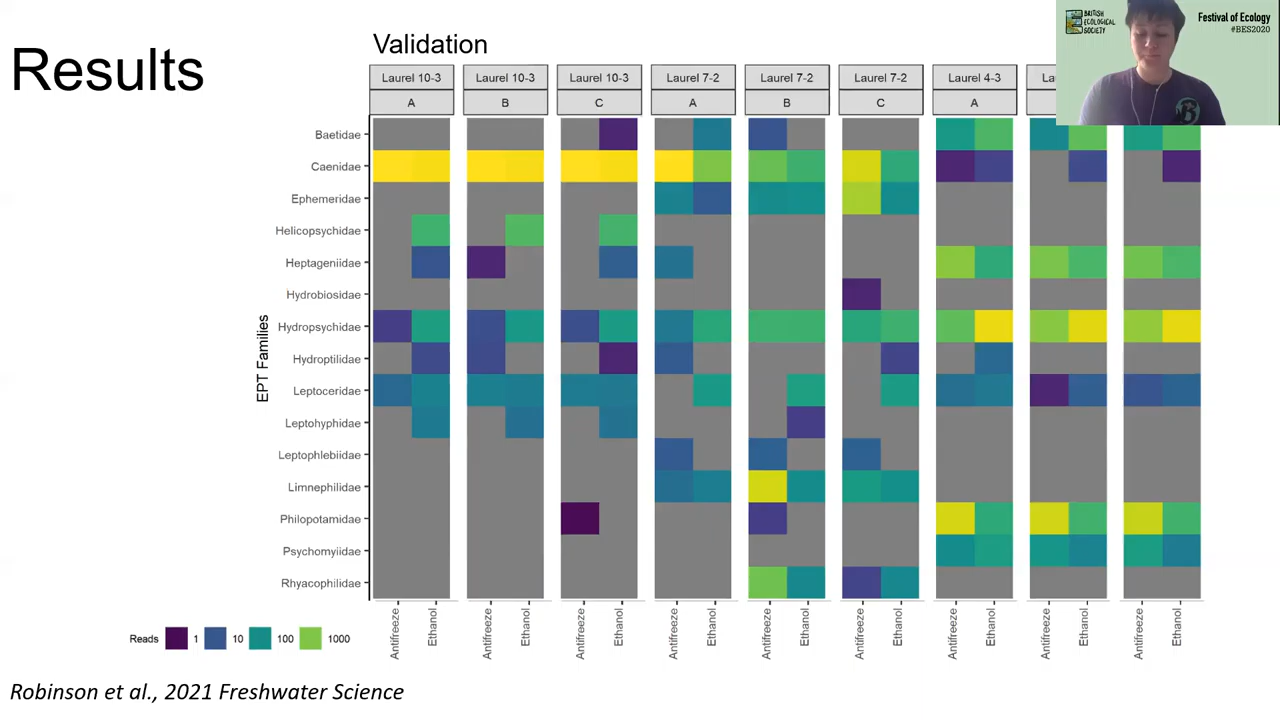 Results
Validation
BRITISH
ECOLOGICAL
SOCIETY
Festival of Ecology
#BES2020
Laurel 10-3 Laurel 10-3 Laurel 10-3 Laurel 7-2 Laurel 7-2 Laurel 7-2 Laurel 4-3 La
A B C A B C A
Baetidae
Caenidae
Ephemeridae
Helicopsychidae
Heptageniidae
Hydrobiosidae
Hydropsychidae
Hydroptilidae
Leptoceridae
Leptohyphidae
Leptophlebiidae
Limnephilidae
Philopotamidae
Psychomyiidae
Rhyacophilidae
EPT Families
Antifreeze Ethanol Antifreeze Ethanol Antifreeze Ethanol Antifreeze Ethanol Antifreeze Ethanol Antifreeze Ethanol Antifreeze Ethanol Antifreeze Ethanol Antifreeze Ethanol
Reads 1 10 100 1000
Robinson et al., 2021 Freshwater Science